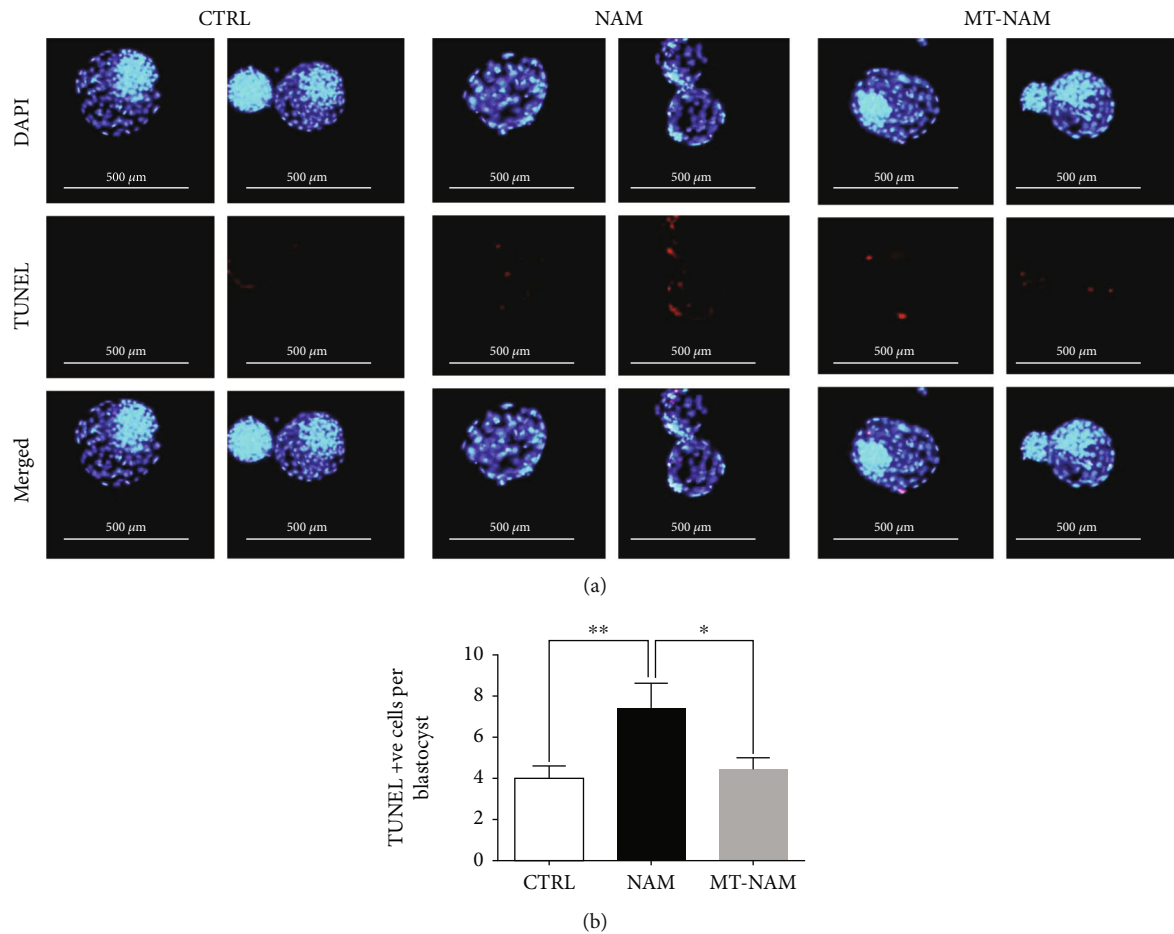 CTRL NAM MT-NAM
DAPI
500 µm 500 µm 500 µm 500 µm 500 µm 500 µm
TUNEL
500 µm 500 µm 500 µm 500 µm 500 µm 500 µm
Merged
500 µm 500 µm 500 µm 500 µm 500 µm 500 µm
(a)
** *
TUNEL +ve cells per
blastocyst
10
8
6
4
2
0
CTRL NAM MT-NAM
(b)